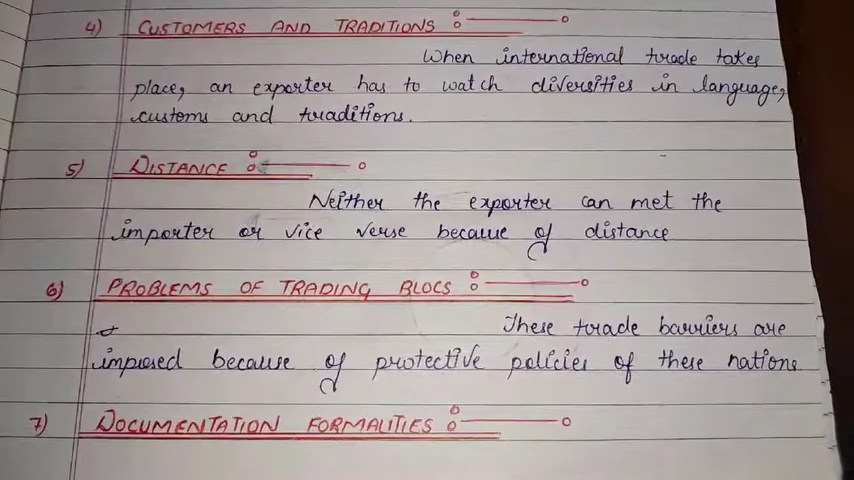 4) CUSTOMERS AND TRADITIONS
When international trade takes
place, an exporter has to watch diversities in language,
customs and traditions.
5) DISTANCE
Neither the exporter can met the
importer or vice verse because of distance
6) PROBLEMS OF TRADING BLOCS
These trade barriers are
imposed because of protective policies of these nations
7) DOCUMENTATION FORMALITIES